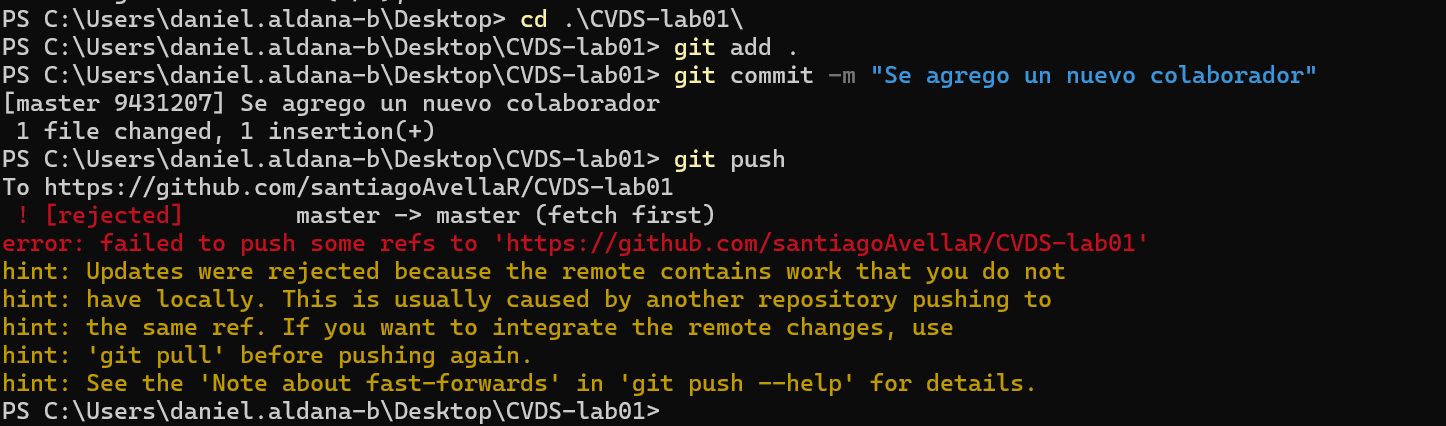 PS C:\Users\daniel.aldana-b\Desktop> cd .\CVDS-lab01\
PS C:\Users\daniel.aldana-b\Desktop\CVDS-lab01> git add .
PS C:\Users\daniel.aldana-b\Desktop\CVDS-lab01> git commit -m "Se agrego un nuevo colaborador"
[master 9431207] Se agrego un nuevo colaborador
 1 file changed, 1 insertion(+)
PS C:\Users\daniel.aldana-b\Desktop\CVDS-lab01> git push
To https://github.com/santiagoAvellaR/CVDS-lab01
 ! [rejected]        master -> master (fetch first)
error: failed to push some refs to 'https://github.com/santiagoAvellaR/CVDS-lab01'
hint: Updates were rejected because the remote contains work that you do not
hint: have locally. This is usually caused by another repository pushing to
hint: the same ref. If you want to integrate the remote changes, use
hint: 'git pull' before pushing again.
hint: See the 'Note about fast-forwards' in 'git push --help' for details.
PS C:\Users\daniel.aldana-b\Desktop\CVDS-lab01>